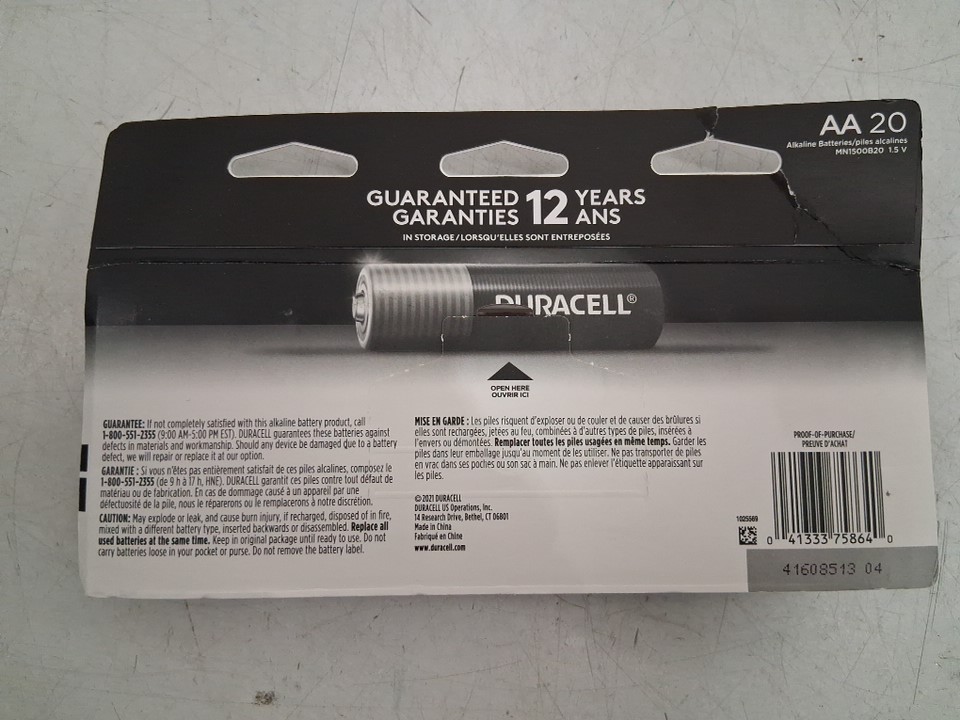 AA 20
Alkaline Batteries/piles alcalines
MN1500B20 1.5 V
GUARANTEED 12 YEARS
GARANTIES ANS
IN STORAGE/LORSQU'ELLES SONT ENTREPOSÉES
DURACELL®
OPEN HERE
OUVRIR ICI
GUARANTEE: If not completely satisfied with this alkaline battery product, call
1-800-551-2355 (9:00 AM-5:00 PM EST). DURACELL guarantees these batteries against
defects in materials and workmanship. Should any device be damaged due to a battery
defect, we will repair or replace it at our option.
GARANTIE : Si vous n'êtes pas entièrement satisfait de ces piles alcalines, composez le
1-800-551-2355 (de 9 h à 17 h, HNE). DURACELL garantit ces piles contre tout défaut de
matériau ou de fabrication. En cas de dommage causé à un appareil par une
défectuosité de la pile, nous le réparerons ou le remplacerons à notre discrétion.
CAUTION: May explode or leak, and cause burn injury, if recharged, disposed of in fire,
mixed with a different battery type, inserted backwards or disassembled. Replace all
used batteries at the same time. Keep in original package until ready to use. Do not
carry batteries loose in your pocket or purse. Do not remove the battery label.
MISE EN GARDE : Les piles risquent d'exploser ou de couler et de causer des brûlures si
elles sont rechargées, jetées au feu, combinées à d'autres types de piles, insérées à
l'envers ou démontées. Remplacer toutes les piles usagées en même temps. Garder les
piles dans leur emballage jusqu'au moment de les utiliser. Ne pas transporter de piles
en vrac dans ses poches ou son sac à main. Ne pas enlever l'étiquette apparaissant sur
les piles.
©2021 DURACELL
DURACELL US Operations, Inc.
14 Research Drive, Bethel, CT 06801
Made in China
Fabriqué en Chine
www.duracell.com
PROOF-OF-PURCHASE/
PREUVE D'ACHAT
1025569
0 41333 75864 0
41608513 04